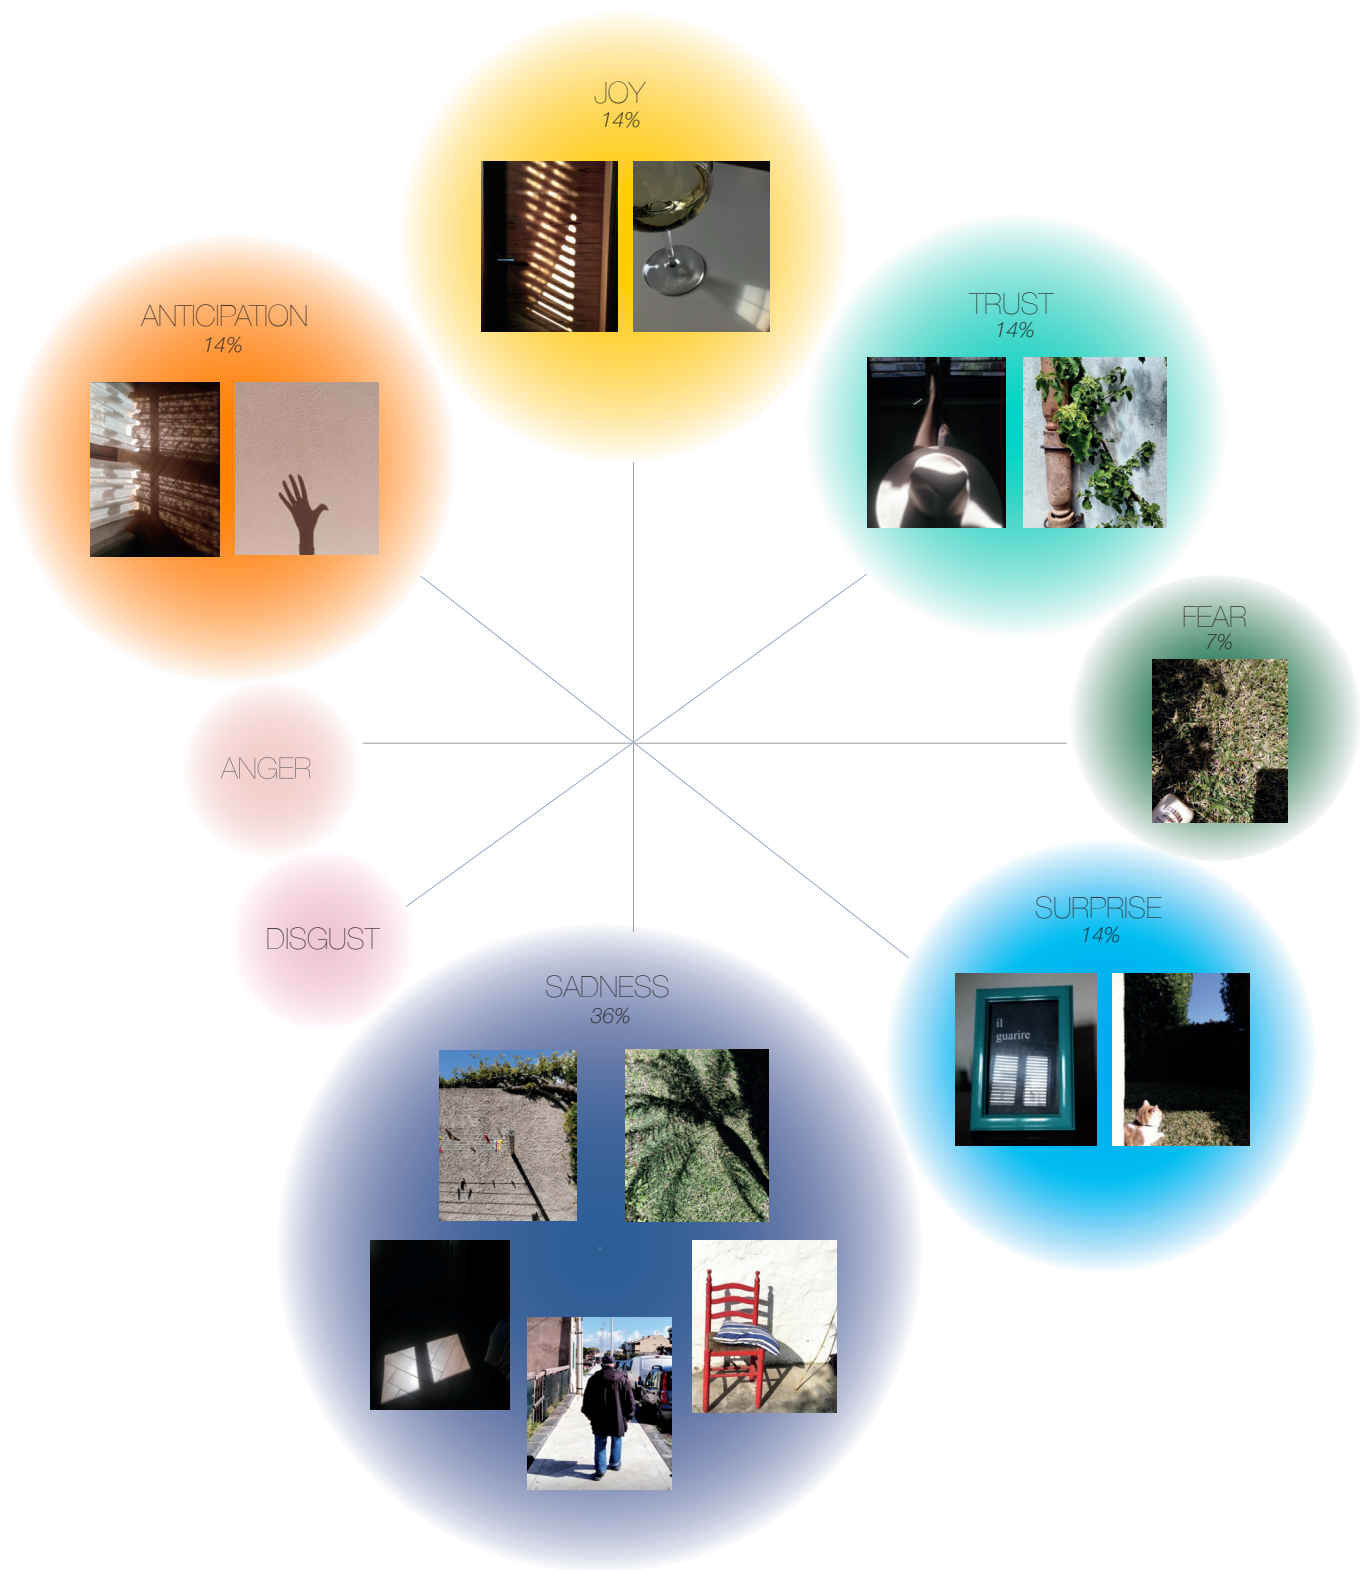 JOY
14%
ANTICIPATION
14%
TRUST
14%
FEAR
7%
ANGER
SURPRISE
14%
DISGUST
SADNESS
36%
il
guarire